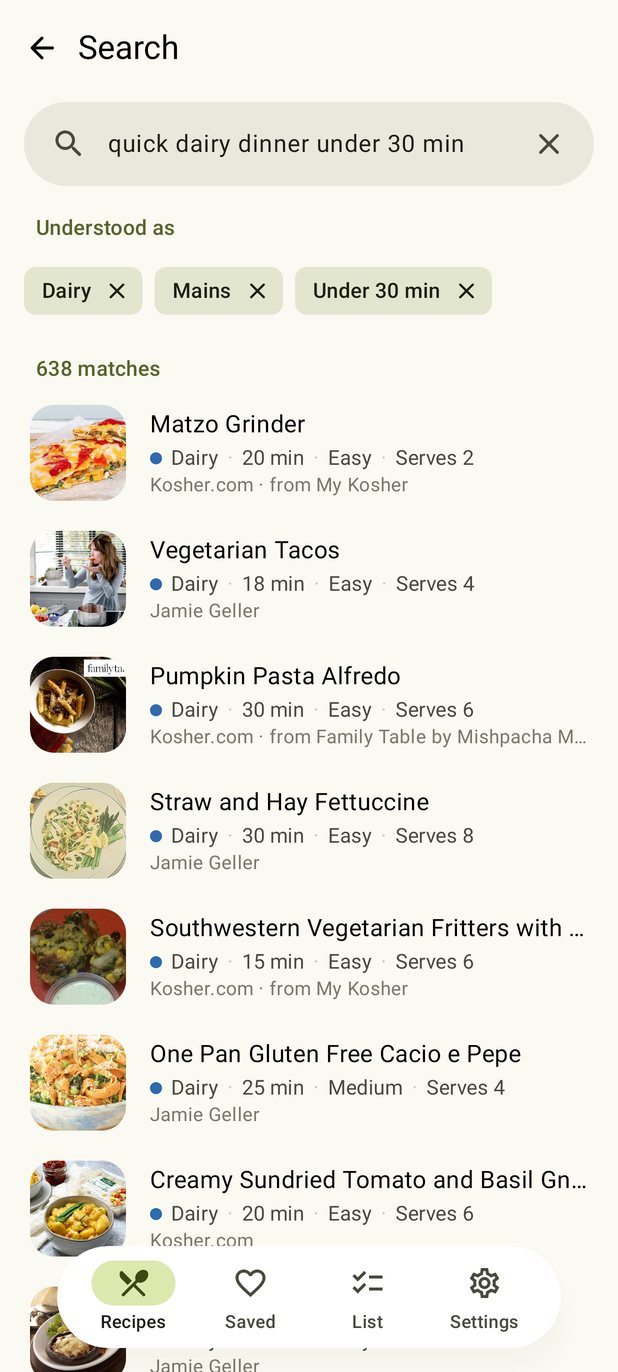 Search
quick dairy dinner under 30 min
Understood as
Dairy
Mains
Under 30 min
638 matches
Matzo Grinder
Dairy · 20 min · Easy · Serves 2
Kosher.com · from My Kosher
Vegetarian Tacos
Dairy · 18 min · Easy · Serves 4
Jamie Geller
familyta
Pumpkin Pasta Alfredo
Dairy · 30 min · Easy · Serves 6
Kosher.com · from Family Table by Mishpacha M...
Straw and Hay Fettuccine
Dairy · 30 min · Easy · Serves 8
Jamie Geller
Southwestern Vegetarian Fritters with ...
Dairy · 15 min · Easy · Serves 6
Kosher.com · from My Kosher
One Pan Gluten Free Cacio e Pepe
Dairy · 25 min · Medium · Serves 4
Jamie Geller
Creamy Sundried Tomato and Basil Gn...
Dairy · 20 min · Easy · Serves 6
Kosher.com
Recipes
Saved
List
Settings
Jamie Geller